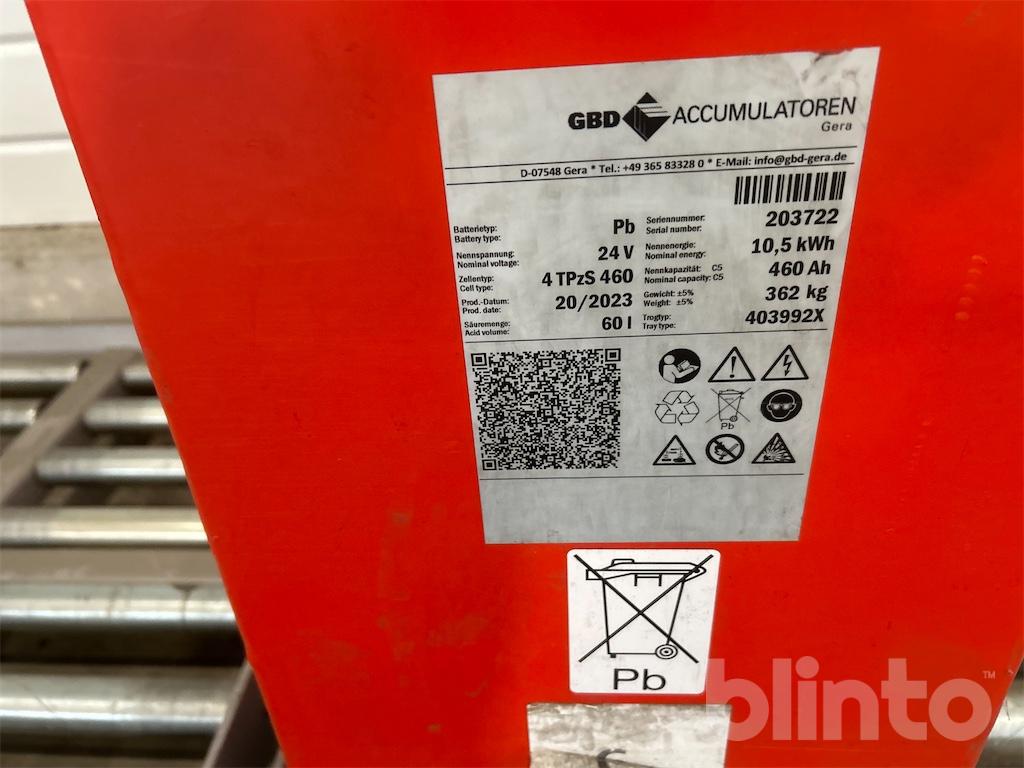 GBD ACCUMULATOREN
Gera
D-07548 Gera * Tel.: +49 365 83328 0 * E-Mail: info@gbd-gera.de
Batterietyp: Pb Seriennummer: 203722
Battery type: Serial number:
Nennspannung: 24 V Nennenergie: 10,5 kWh
Nominal voltage: Nominal energy:
Zellentyp: 4 TPzS 460 Nennkapazität: C5 460 Ah
Cell type: Nominal capacity: C5
Prod.-Datum: 20/2023 Gewicht: ±5% 362 kg
Prod. date: Weight: ±5%
Säuremenge: 60 l Trogtyp: 403992X
Acid volume: Tray type:
Pb
Pb
blinto™